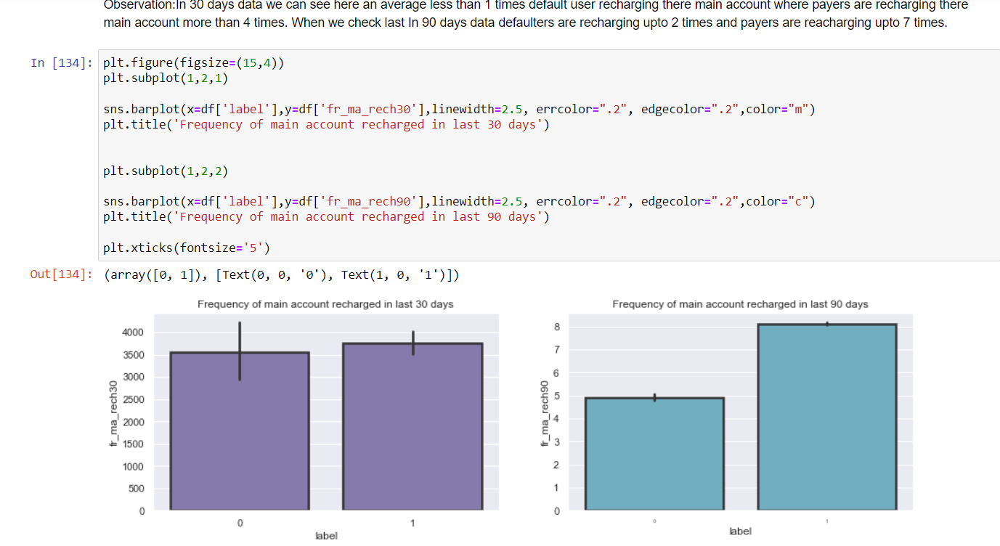 Observation:In 30 days data we can see here an average less than 1 times default user recharging there main account where payers are recharging there
main account more than 4 times. When we check last In 90 days data defaulters are recharging upto 2 times and payers are reacharging upto 7 times.
In [134]: plt.figure(figsize=(15,4))
plt.subplot(1,2,1)
sns.barplot(x=df['label'],y=df['fr_ma_rech30'],linewidth=2.5, errcolor=".2", edgecolor=".2",color="m")
plt.title('Frequency of main account recharged in last 30 days')
plt.subplot(1,2,2)
sns.barplot(x=df['label'],y=df['fr_ma_rech90'],linewidth=2.5, errcolor=".2", edgecolor=".2",color="c")
plt.title('Frequency of main account recharged in last 90 days')
plt.xticks(fontsize='5')
Out[134]: (array([0, 1]), [Text(0, 0, '0'), Text(1, 0, '1')])
Frequency of main account recharged in last 30 days
4000
3500
3000
2500
2000
1500
1000
500
0
fr_ma_rech30
0 1
label
Frequency of main account recharged in last 90 days
8
7
6
5
4
3
2
1
0
fr_ma_rech90
0 1
label